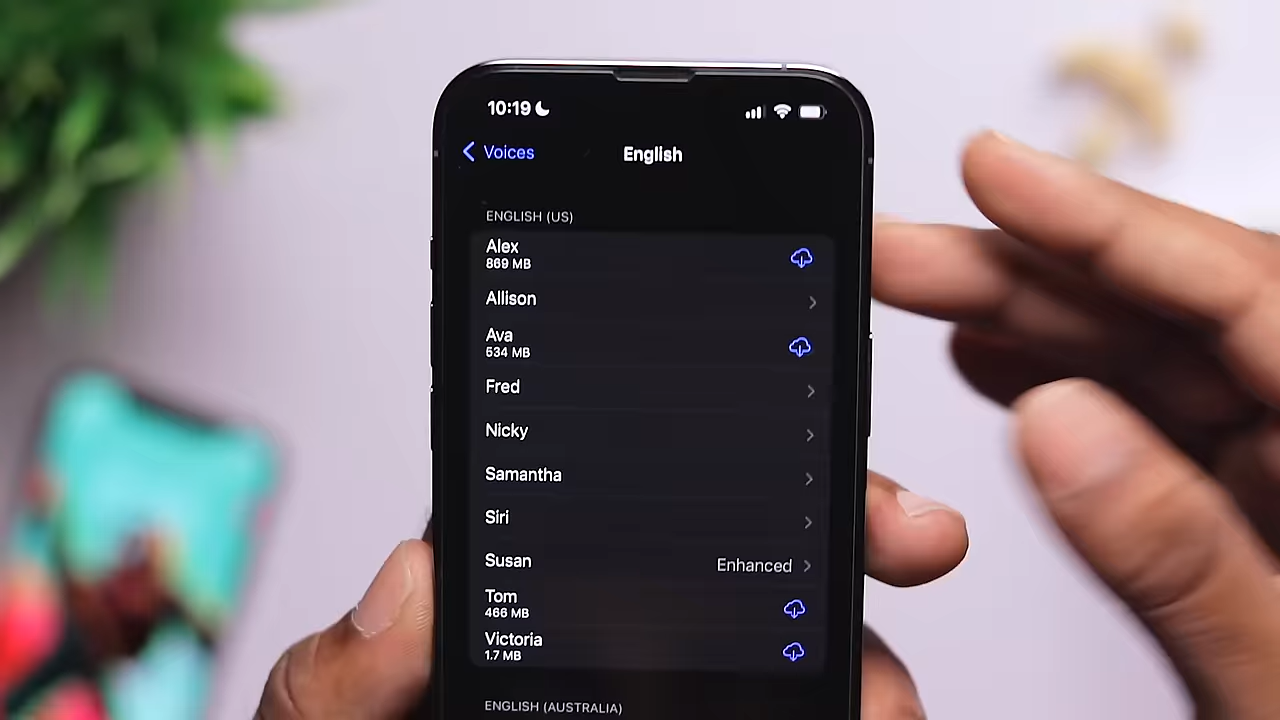 10:19
Voices
English
ENGLISH (US)
Alex
869 MB
Allison
Ava
534 MB
Fred
Nicky
Samantha
Siri
Susan Enhanced
Tom
466 MB
Victoria
1.7 MB
ENGLISH (AUSTRALIA)